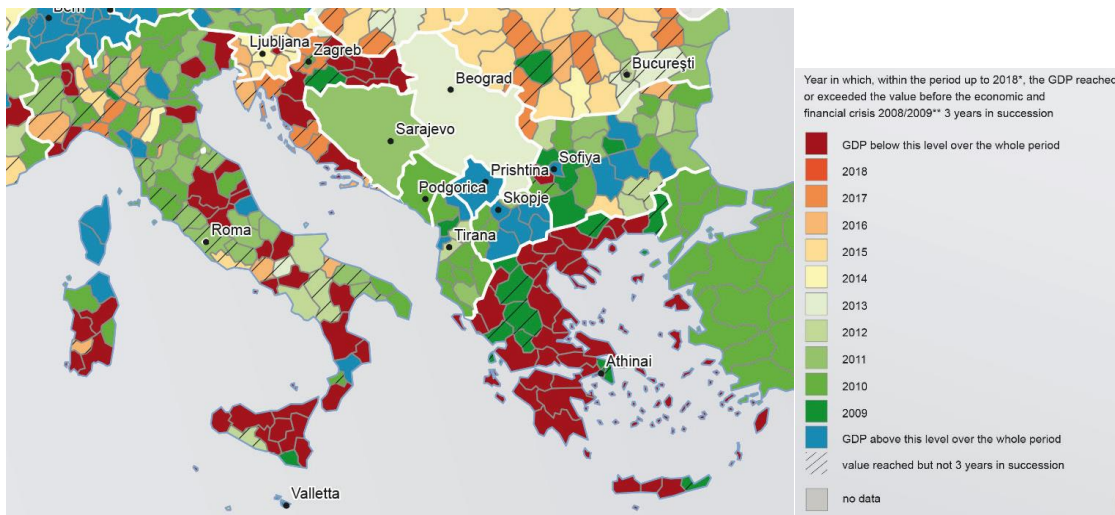 Bern
Ljubljana
Zagreb
Bucureşti
Beograd
Sarajevo
Prishtina
Sofiya
Podgorica
Skopje
Roma
Tirana
Athinai
Valletta
Year in which, within the period up to 2018*, the GDP reached
or exceeded the value before the economic and
financial crisis 2008/2009** 3 years in succession
GDP below this level over the whole period
2018
2017
2016
2015
2014
2013
2012
2011
2010
2009
GDP above this level over the whole period
value reached but not 3 years in succession
no data